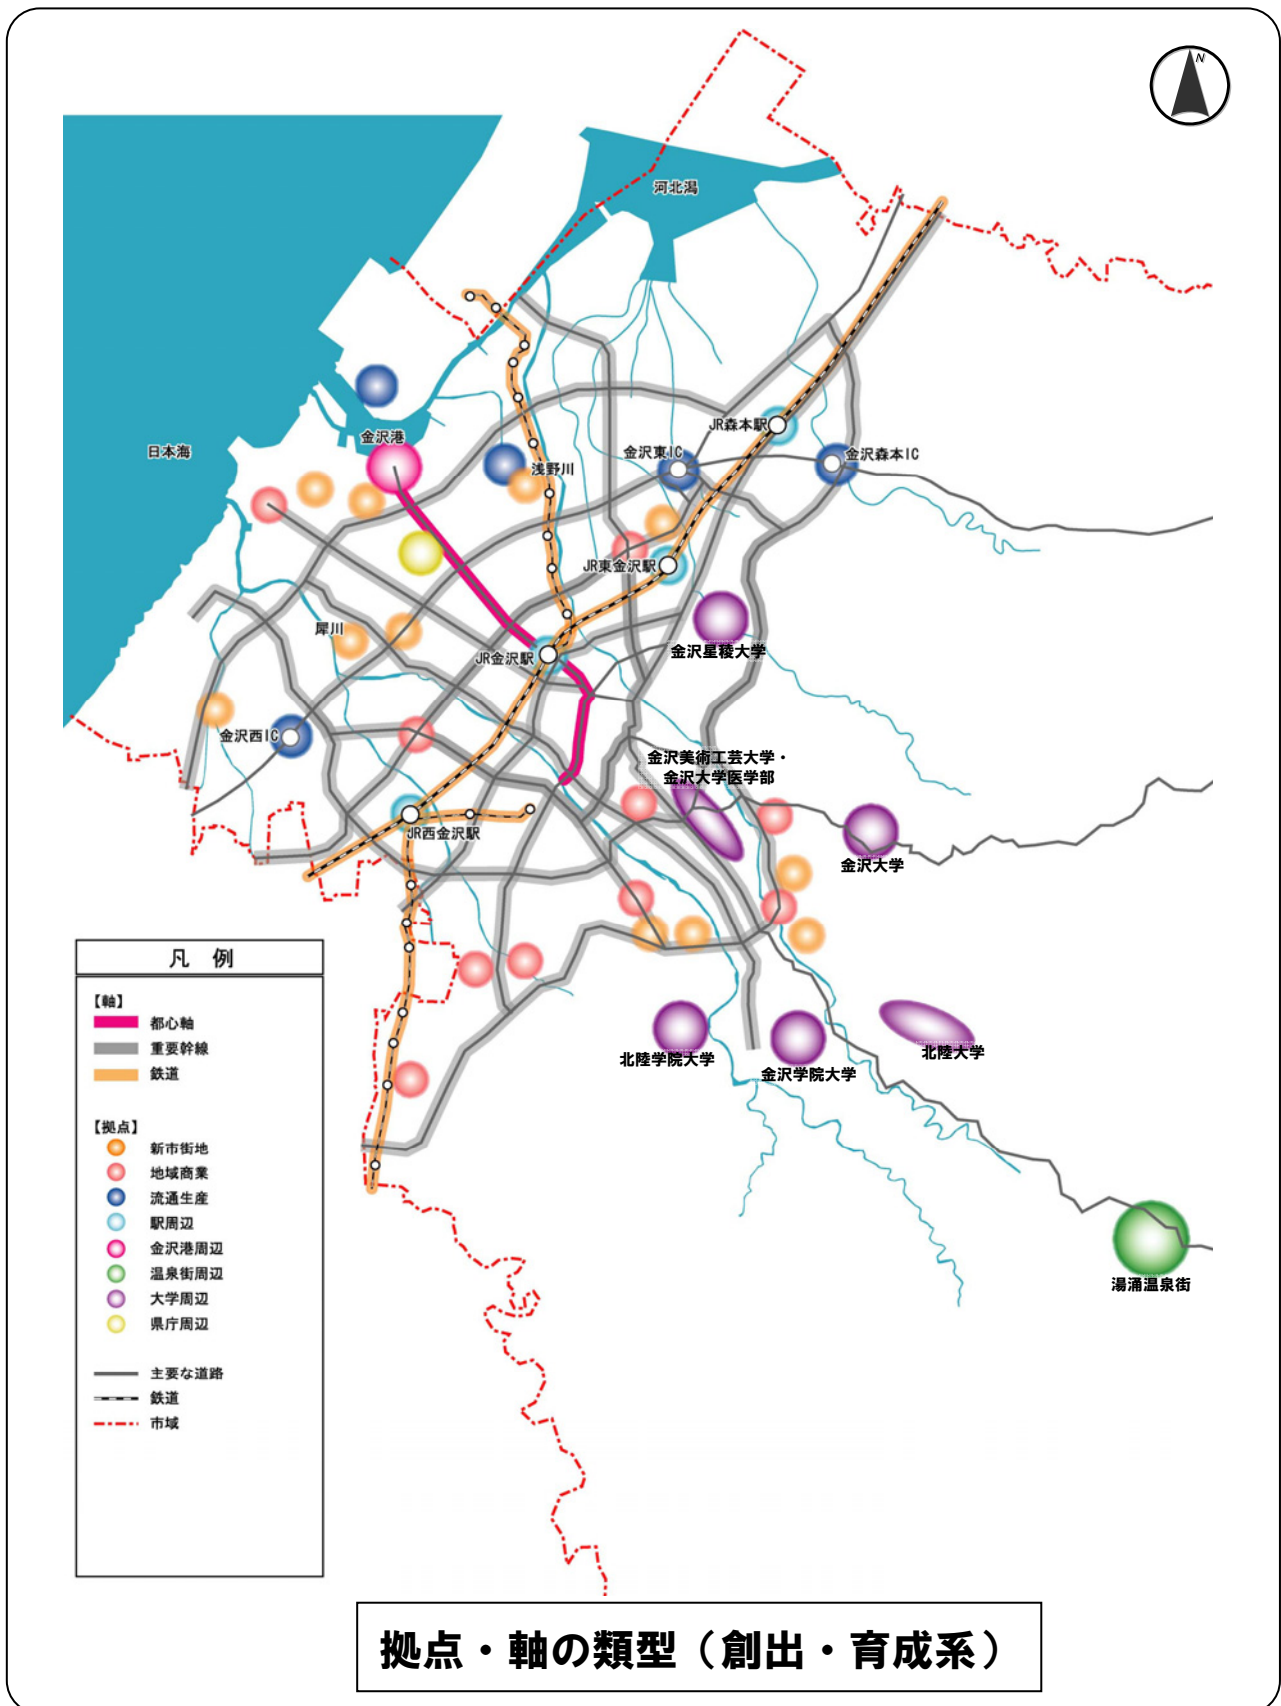 N
河北潟
金沢港
日本海
JR森本駅
金沢東IC
金沢森本IC
浅野川
JR東金沢駅
犀川
JR金沢駅
金沢星稜大学
金沢西IC
金沢美術工芸大学・
金沢大学医学部
JR西金沢駅
金沢大学
北陸学院大学
金沢学院大学
北陸大学
湯涌温泉街
凡 例
【軸】
都心軸
重要幹線
鉄道
【拠点】
新市街地
地域商業
流通生産
駅周辺
金沢港周辺
温泉街周辺
大学周辺
県庁周辺
主要な道路
鉄道
市域
拠点・軸の類型（創出・育成系）